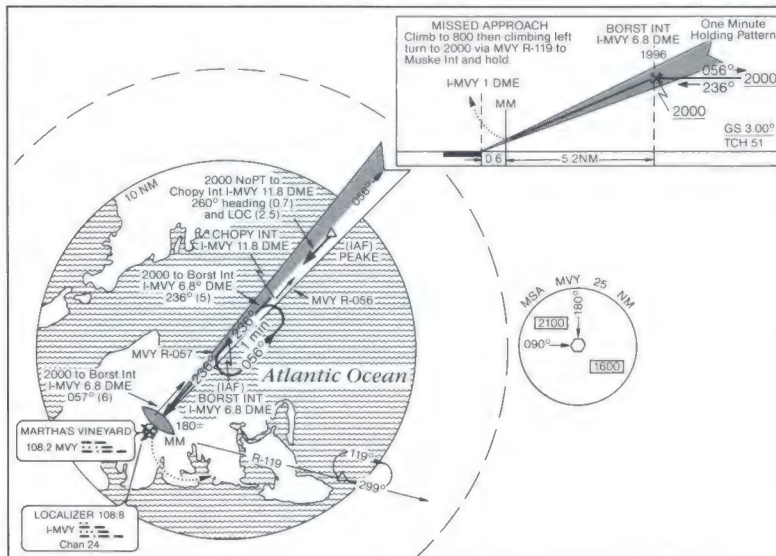 MISSED APPROACH
Climb to 800 then climbing left
turn to 2000 via MVY R-119 to
Muske Int and hold
BORST INT
I-MVY 6.8 DME
1996
One Minute
Holding Pattern
I-MVY 1 DME
MM
056°
236°
2000
2000
GS 3.00°
TCH 51
0.6
5.2NM
10 NM
2000 NoPT to
Chopy Int I-MVY 11.8 DME
260° heading (0.7)
and LOC (2.5)
056°
CHOPY INT
I-MVY 11.8 DME
(IAF)
PEAKE
2000 to Borst Int
I-MVY 6.8° DME
236° (5)
MVY R-056
236°
1 min
056°
MVY R-057
236°
2000 to Borst Int
I-MVY 6.8 DME
057° (6)
(IAF)
BORST INT
I-MVY 6.8 DME
Atlantic Ocean
MARTHA'S VINEYARD
108.2 MVY
180±
MM
R-119
119°
299°
LOCALIZER 108.8
I-MVY
Chan 24
MSA MVY 25 NM
180°
2100
090°
1600